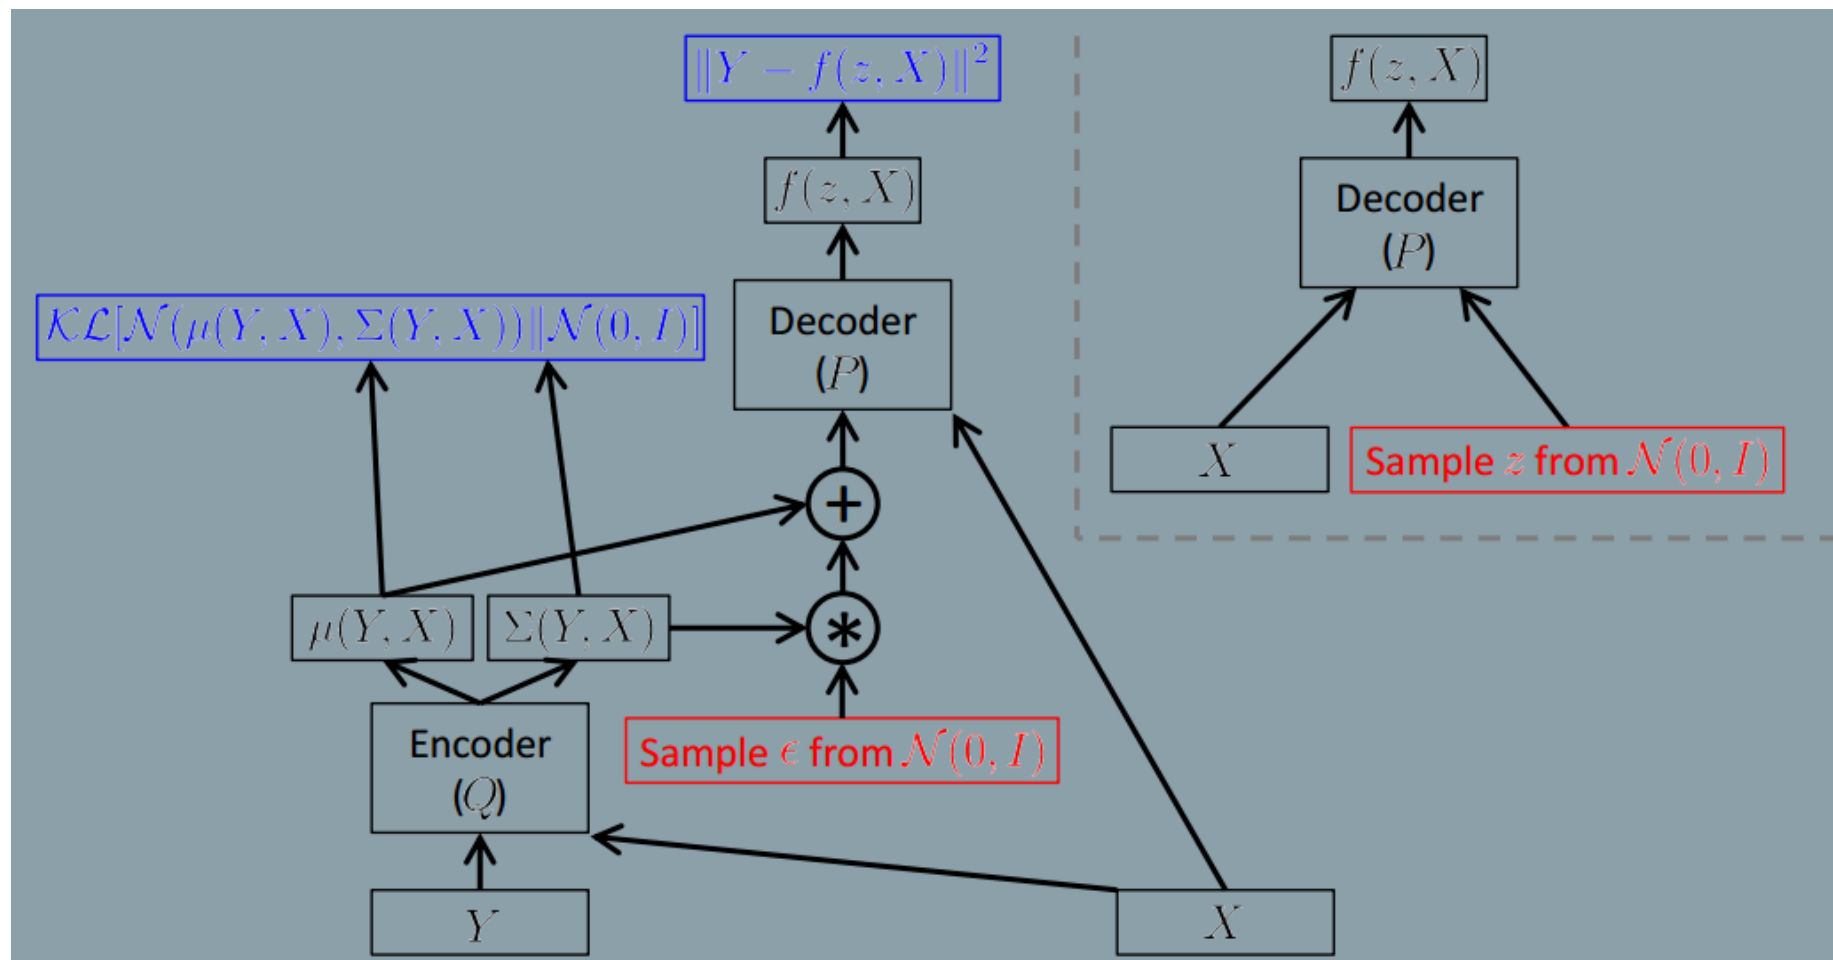 ‖Y − f(z, X)‖²
f(z, X)
Decoder
(P)
KL[N(μ(Y, X), Σ(Y, X))‖N(0, I)]
+
μ(Y, X)
Σ(Y, X)
*
Encoder
(Q)
Sample ϵ from N(0, I)
Y
X
f(z, X)
Decoder
(P)
X
Sample z from N(0, I)